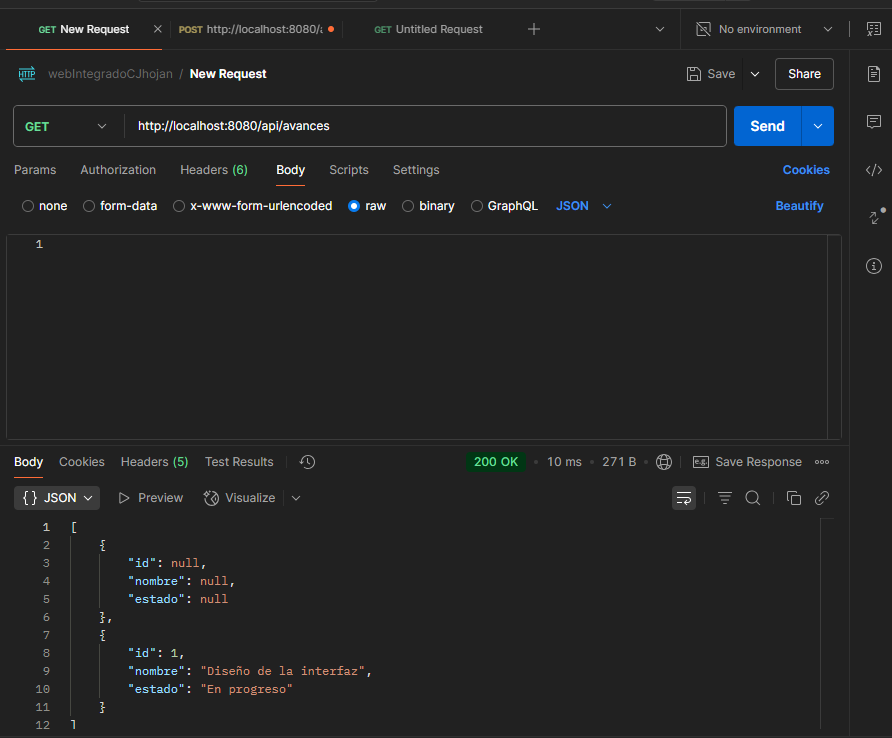 GET New Request
POST http://localhost:8080/a
GET Untitled Request
No environment
HTTP webIntegradoCJhojan / New Request
Save
Share
GET
http://localhost:8080/api/avances
Send
Params Authorization Headers (6) Body Scripts Settings Cookies
none form-data x-www-form-urlencoded raw binary GraphQL JSON Beautify
1
Body Cookies Headers (5) Test Results 200 OK 10 ms 271 B e.g. Save Response
{} JSON Preview Visualize
1 [
2 {
3 "id": null,
4 "nombre": null,
5 "estado": null
6 },
7 {
8 "id": 1,
9 "nombre": "Diseño de la interfaz",
10 "estado": "En progreso"
11 }
12 ]